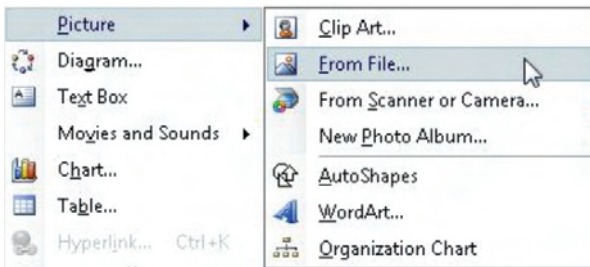 Picture
Diagram...
Text Box
Movies and Sounds
Chart...
Table...
Hyperlink... Ctrl+K
Clip Art...
From File...
From Scanner or Camera...
New Photo Album...
AutoShapes
WordArt...
Organization Chart